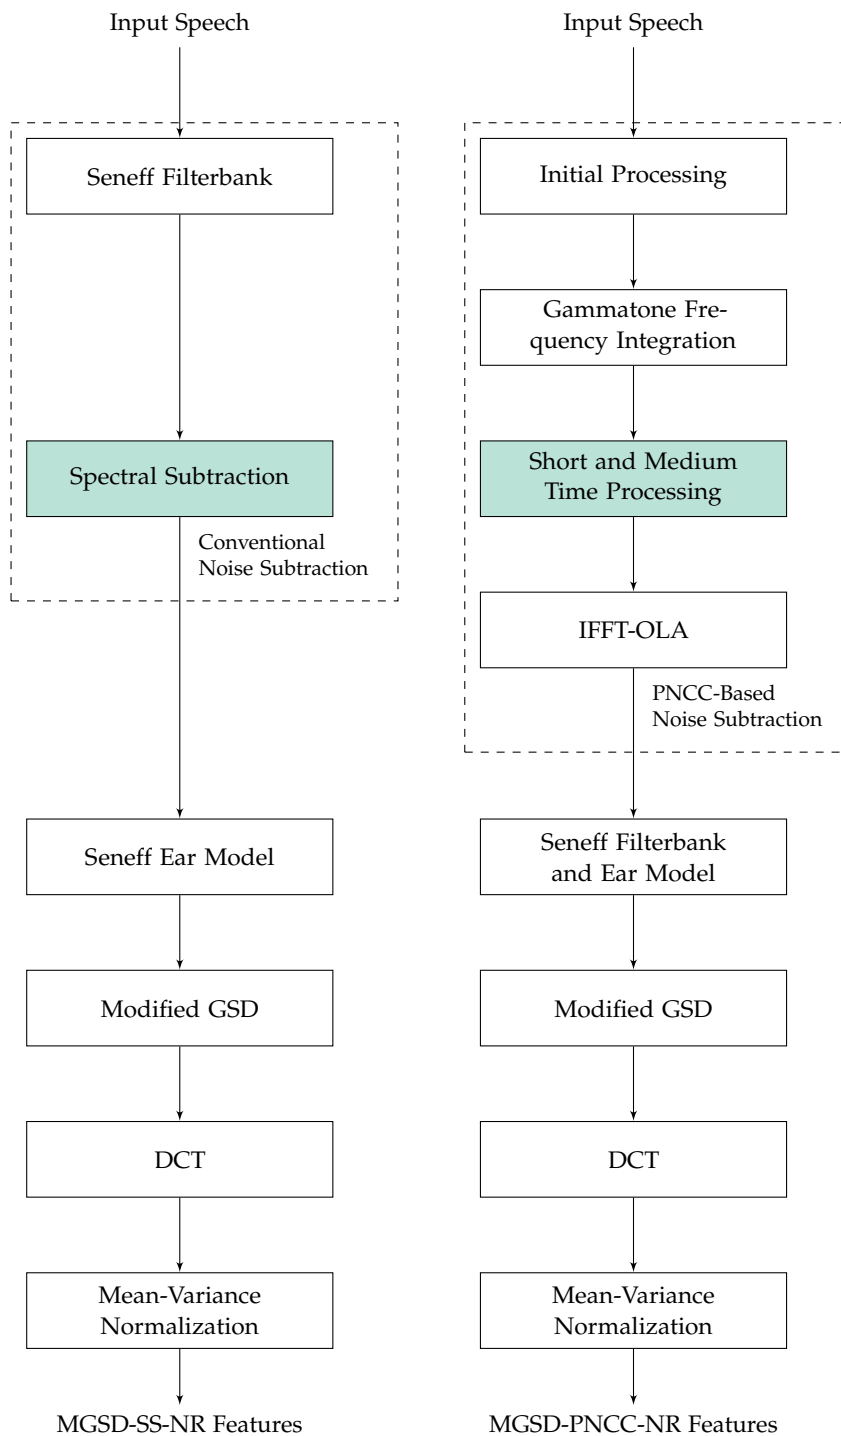 Input Speech
Seneff Filterbank
Spectral Subtraction
Conventional
Noise Subtraction
Seneff Ear Model
Modified GSD
DCT
Mean-Variance
Normalization
MGSD-SS-NR Features
Input Speech
Initial Processing
Gammatone Fre-
quency Integration
Short and Medium
Time Processing
IFFT-OLA
PNCC-Based
Noise Subtraction
Seneff Filterbank
and Ear Model
Modified GSD
DCT
Mean-Variance
Normalization
MGSD-PNCC-NR Features